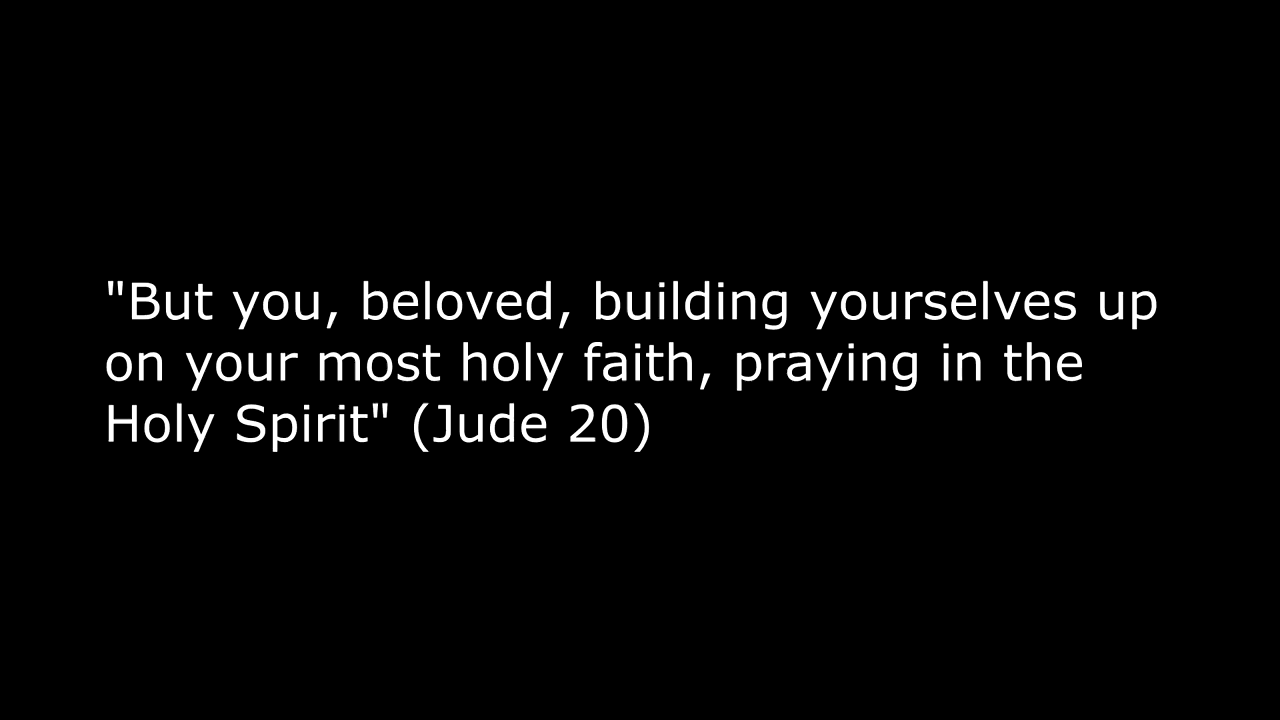 "But you, beloved, building yourselves up
on your most holy faith, praying in the
Holy Spirit" (Jude 20)